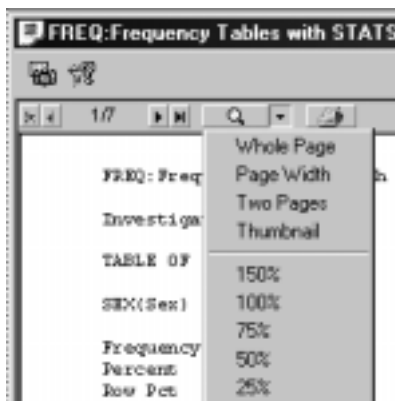 FREQ:Frequency Tables with STATS
1/7
Whole Page
FREQ:Freq
Page Width
h
Two Pages
Investiga
Thumbnail
TABLE OF
150%
SEX(Sex)
100%
75%
Frequency
50%
Percent
Row Pct
25%